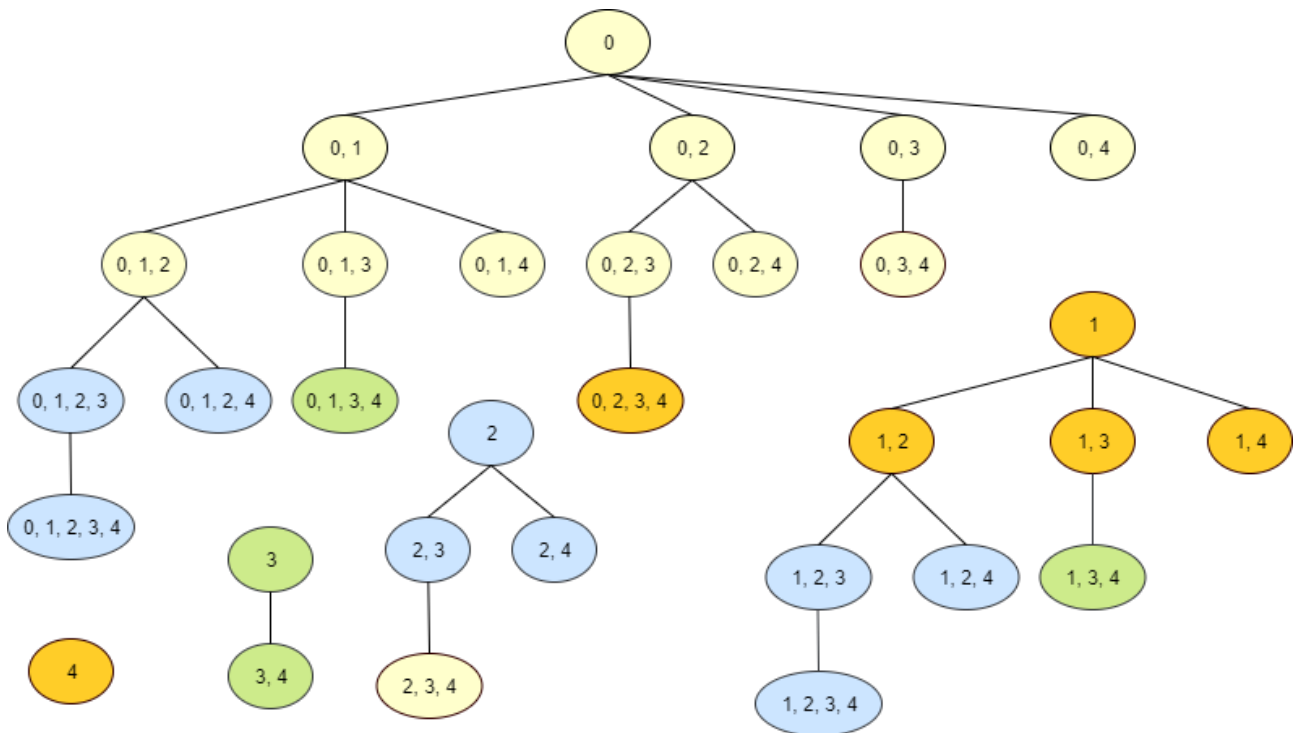 0
0, 1
0, 2
0, 3
0, 4
0, 1, 2
0, 1, 3
0, 1, 4
0, 2, 3
0, 2, 4
0, 3, 4
1
0, 1, 2, 3
0, 1, 2, 4
0, 1, 3, 4
0, 2, 3, 4
2
1, 2
1, 3
1, 4
0, 1, 2, 3, 4
3
2, 3
2, 4
1, 2, 3
1, 2, 4
1, 3, 4
4
3, 4
2, 3, 4
1, 2, 3, 4